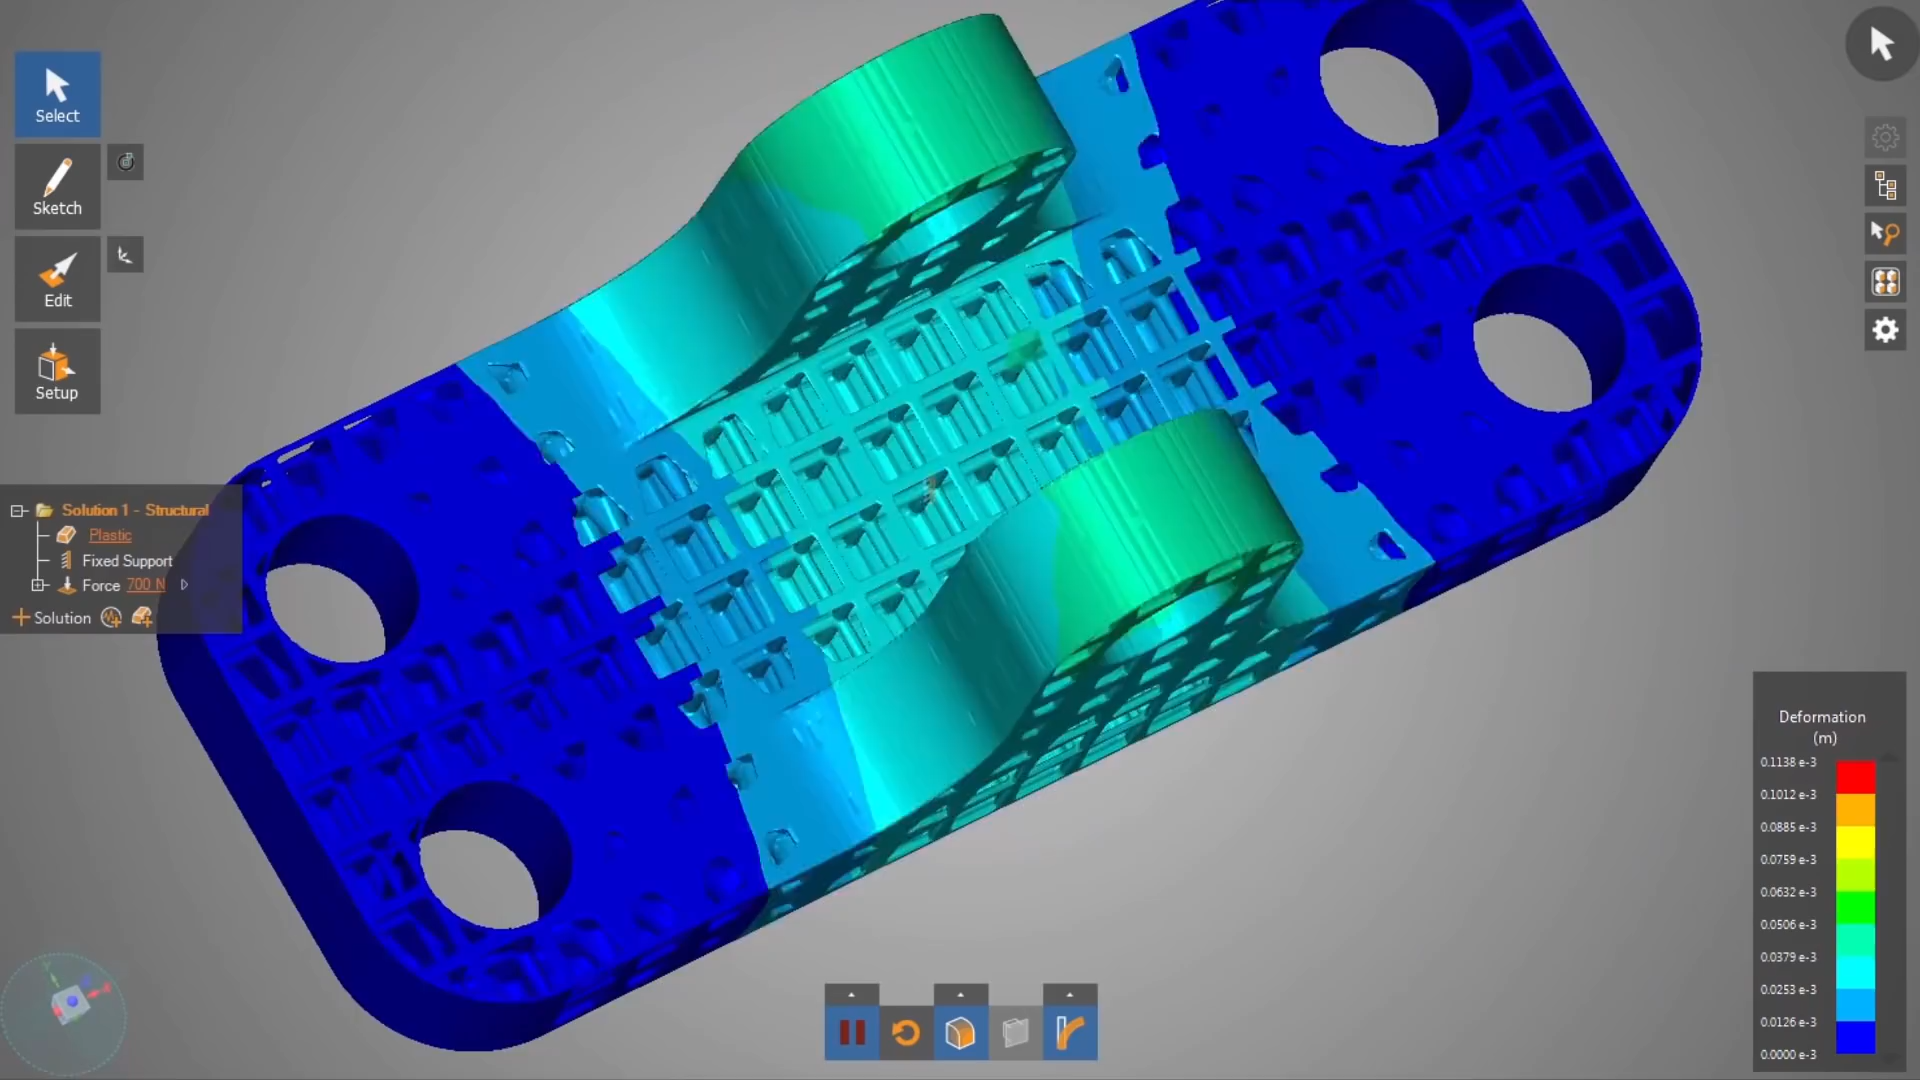 Select
Sketch
Edit
Setup
Solution 1 - Structural
Plastic
Fixed Support
Force 700 N
Solution
Deformation
(m)
0.1138 e-3
0.1012 e-3
0.0885 e-3
0.0759 e-3
0.0632 e-3
0.0506 e-3
0.0379 e-3
0.0253 e-3
0.0126 e-3
0.0000 e-3